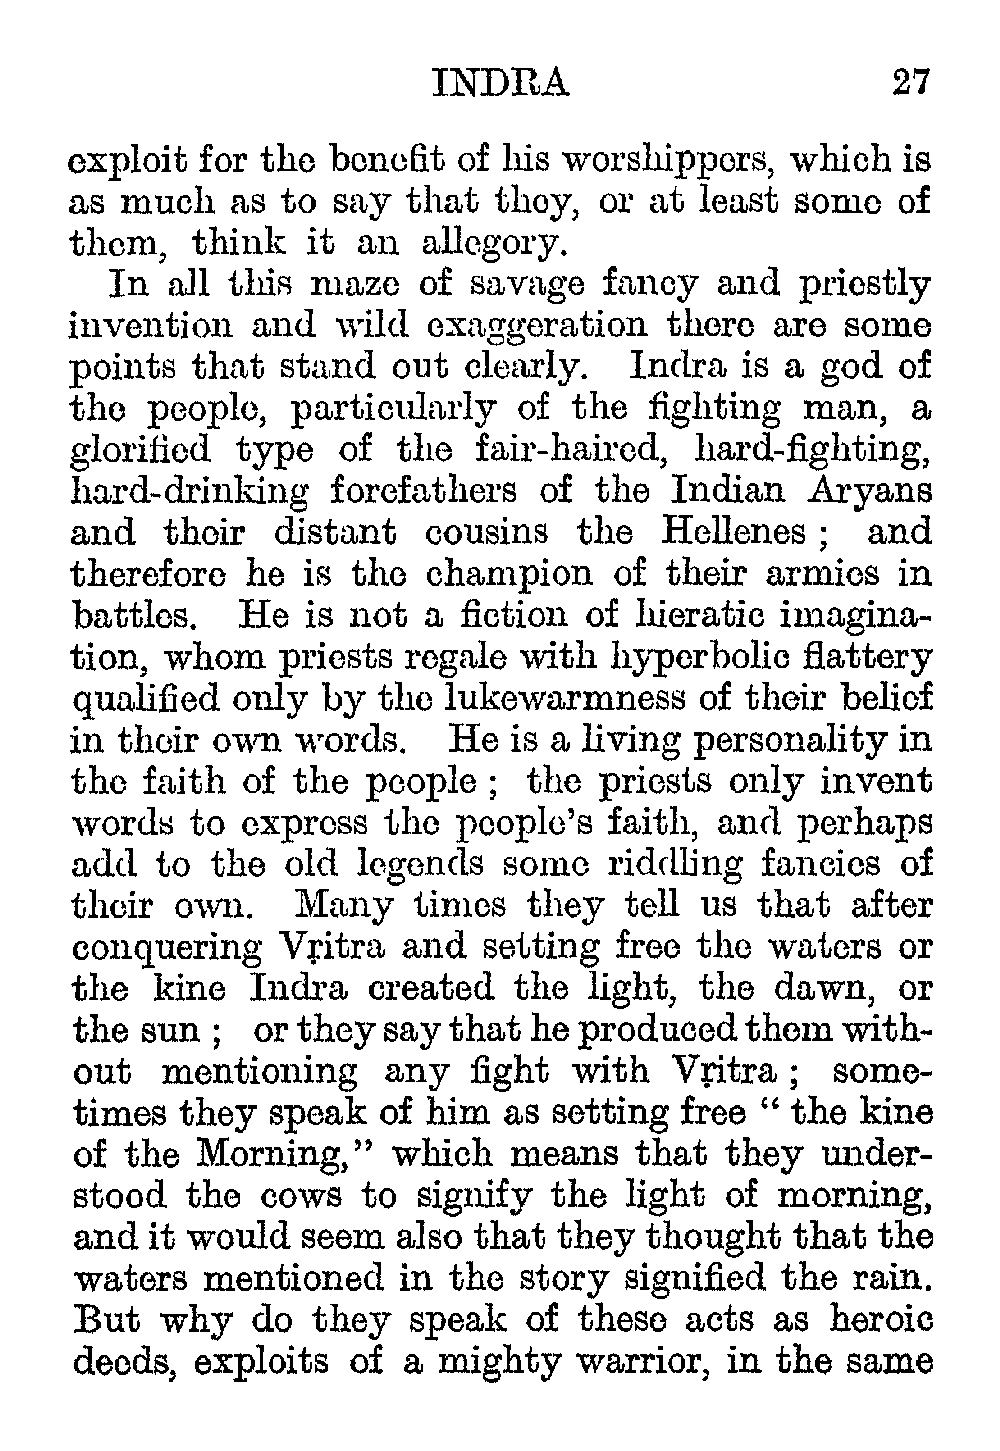 INDRA 27
exploit for the benefit of his worshippers, which is
as much as to say that they, or at least some of
them, think it an allegory.
In all this maze of savage fancy and priestly
invention and wild exaggeration there are some
points that stand out clearly. Indra is a god of
the people, particularly of the fighting man, a
glorified type of the fair-haired, hard-fighting,
hard-drinking forefathers of the Indian Aryans
and their distant cousins the Hellenes ; and
therefore he is the champion of their armies in
battles. He is not a fiction of hieratic imagina-
tion, whom priests regale with hyperbolic flattery
qualified only by the lukewarmness of their belief
in their own words. He is a living personality in
the faith of the people ; the priests only invent
words to express the people's faith, and perhaps
add to the old legends some riddling fancies of
their own. Many times they tell us that after
conquering Vṛitra and setting free the waters or
the kine Indra created the light, the dawn, or
the sun ; or they say that he produced them with-
out mentioning any fight with Vṛitra ; some-
times they speak of him as setting free “ the kine
of the Morning,” which means that they under-
stood the cows to signify the light of morning,
and it would seem also that they thought that the
waters mentioned in the story signified the rain.
But why do they speak of these acts as heroic
deeds, exploits of a mighty warrior, in the same